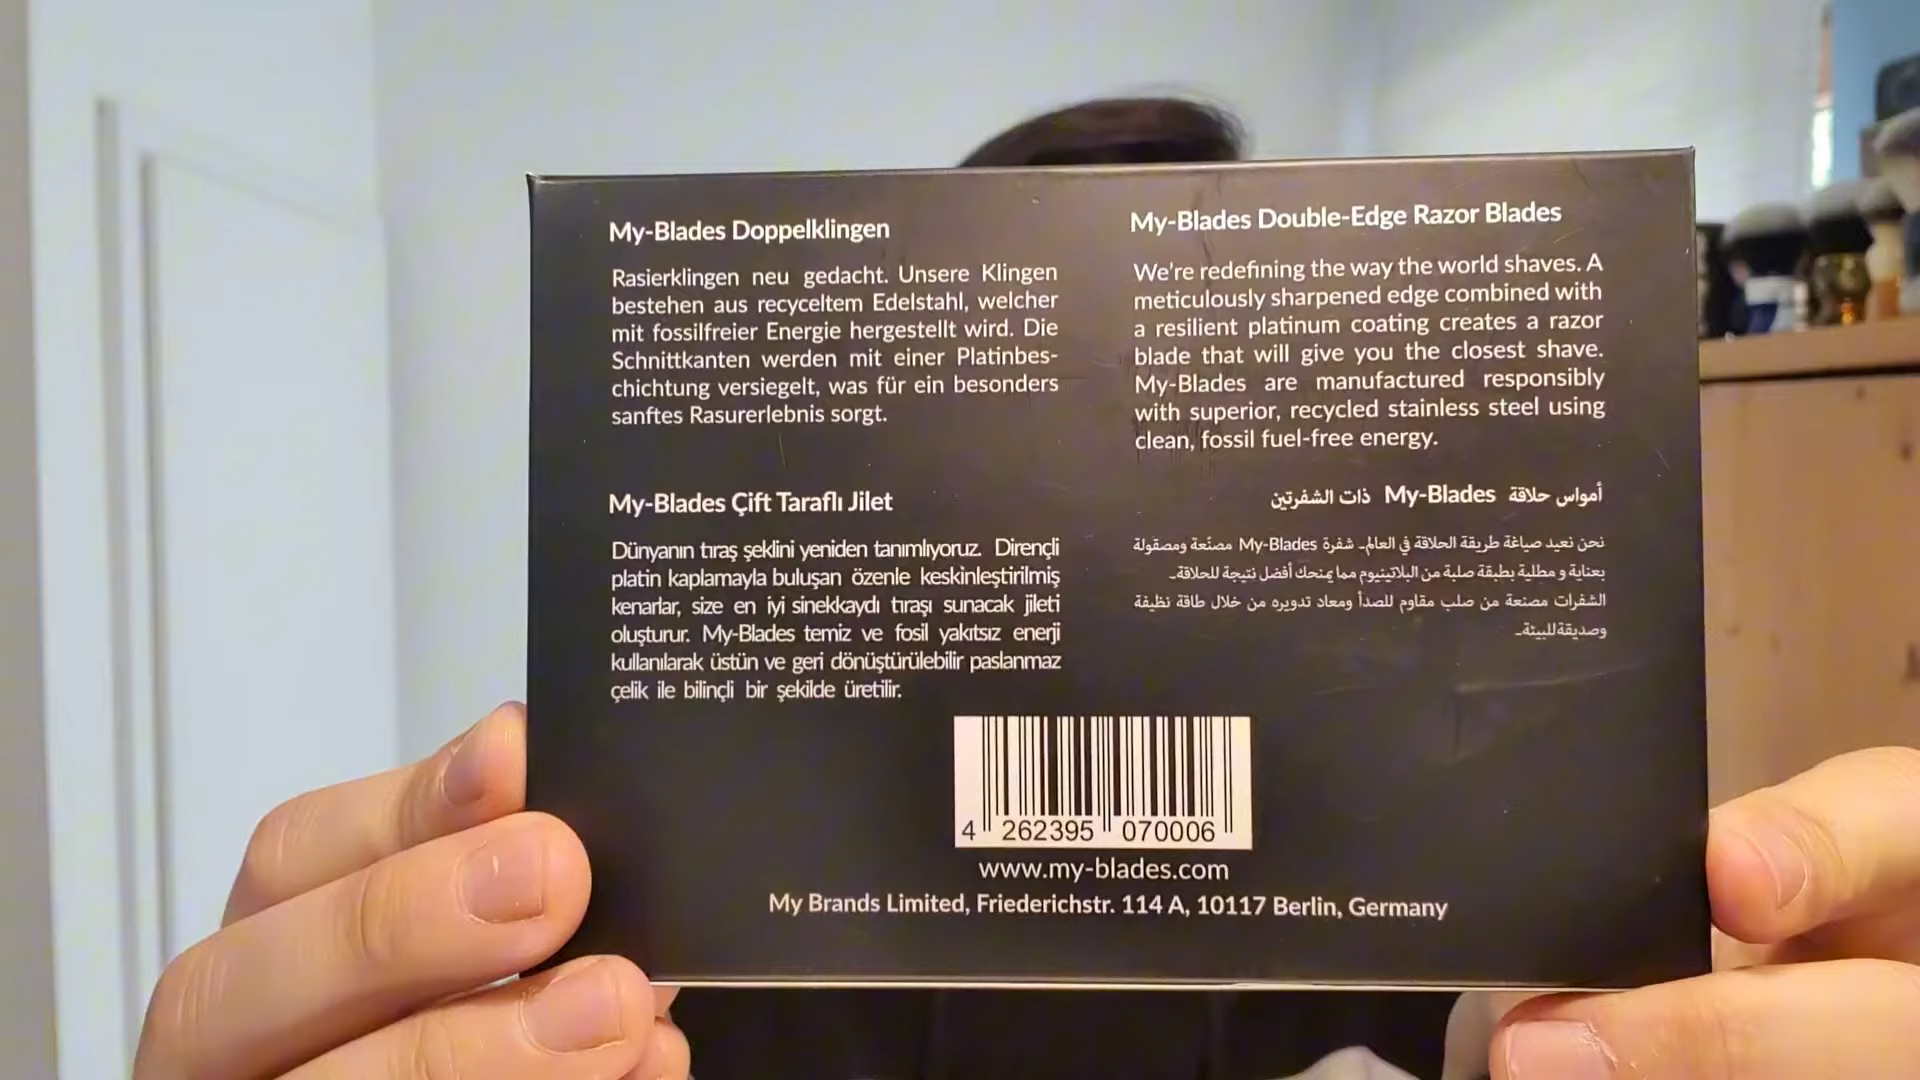 My-Blades Doppelklingen
Rasierklingen neu gedacht. Unsere Klingen
bestehen aus recyceltem Edelstahl, welcher
mit fossilfreier Energie hergestellt wird. Die
Schnittkanten werden mit einer Platinbes-
chichtung versiegelt, was für ein besonders
sanftes Rasurerlebnis sorgt.
My-Blades Double-Edge Razor Blades
We're redefining the way the world shaves. A
meticulously sharpened edge combined with
a resilient platinum coating creates a razor
blade that will give you the closest shave.
My-Blades are manufactured responsibly
with superior, recycled stainless steel using
clean, fossil fuel-free energy.
My-Blades Çift Taraflı Jilet
Dünyanın tıraş şeklini yeniden tanımlıyoruz. Dirençli
platin kaplamayla buluşan özenle keskinleştirilmiş
kenarlar, size en iyi sinekkaydı tıraşı sunacak jileti
oluşturur. My-Blades temiz ve fosil yakıtsız enerji
kullanılarak üstün ve geri dönüştürülebilir paslanmaz
çelik ile bilinçli bir şekilde üretilir.
أمواس حلاقة My-Blades ذات الشفرتين
نحن نعيد صياغة طريقة الحلاقة في العالم. شفرة My-Blades مصنّعة ومصقولة
بعناية و مطلية بطبقة صلبة من البلاتينيوم مما يمنحك أفضل نتيجة للحلاقة.
الشفرات مصنعة من صلب مقاوم للصدأ ومعاد تدويره من خلال طاقة نظيفة
وصديقة للبيئة.
4 262395 070006
www.my-blades.com
My Brands Limited, Friederichstr. 114 A, 10117 Berlin, Germany